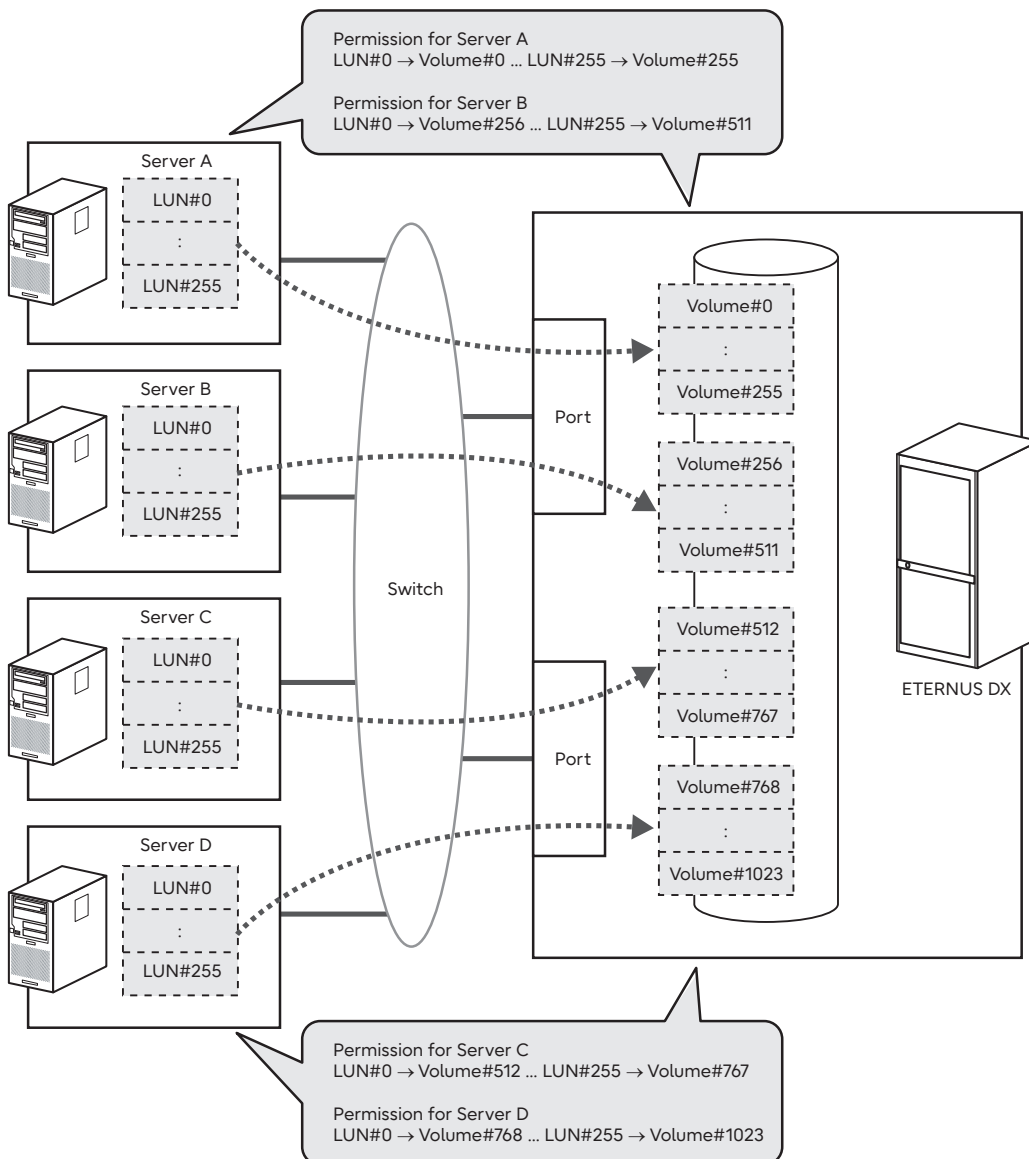 Permission for Server A
LUN#0 → Volume#0 ... LUN#255 → Volume#255
Permission for Server B
LUN#0 → Volume#256 ... LUN#255 → Volume#511
Server A
LUN#0
:
LUN#255
Server B
LUN#0
:
LUN#255
Server C
LUN#0
:
LUN#255
Server D
LUN#0
:
LUN#255
Switch
Port
Port
Volume#0
:
Volume#255
Volume#256
:
Volume#511
Volume#512
:
Volume#767
Volume#768
:
Volume#1023
ETERNUS DX
Permission for Server C
LUN#0 → Volume#512 ... LUN#255 → Volume#767
Permission for Server D
LUN#0 → Volume#768 ... LUN#255 → Volume#1023